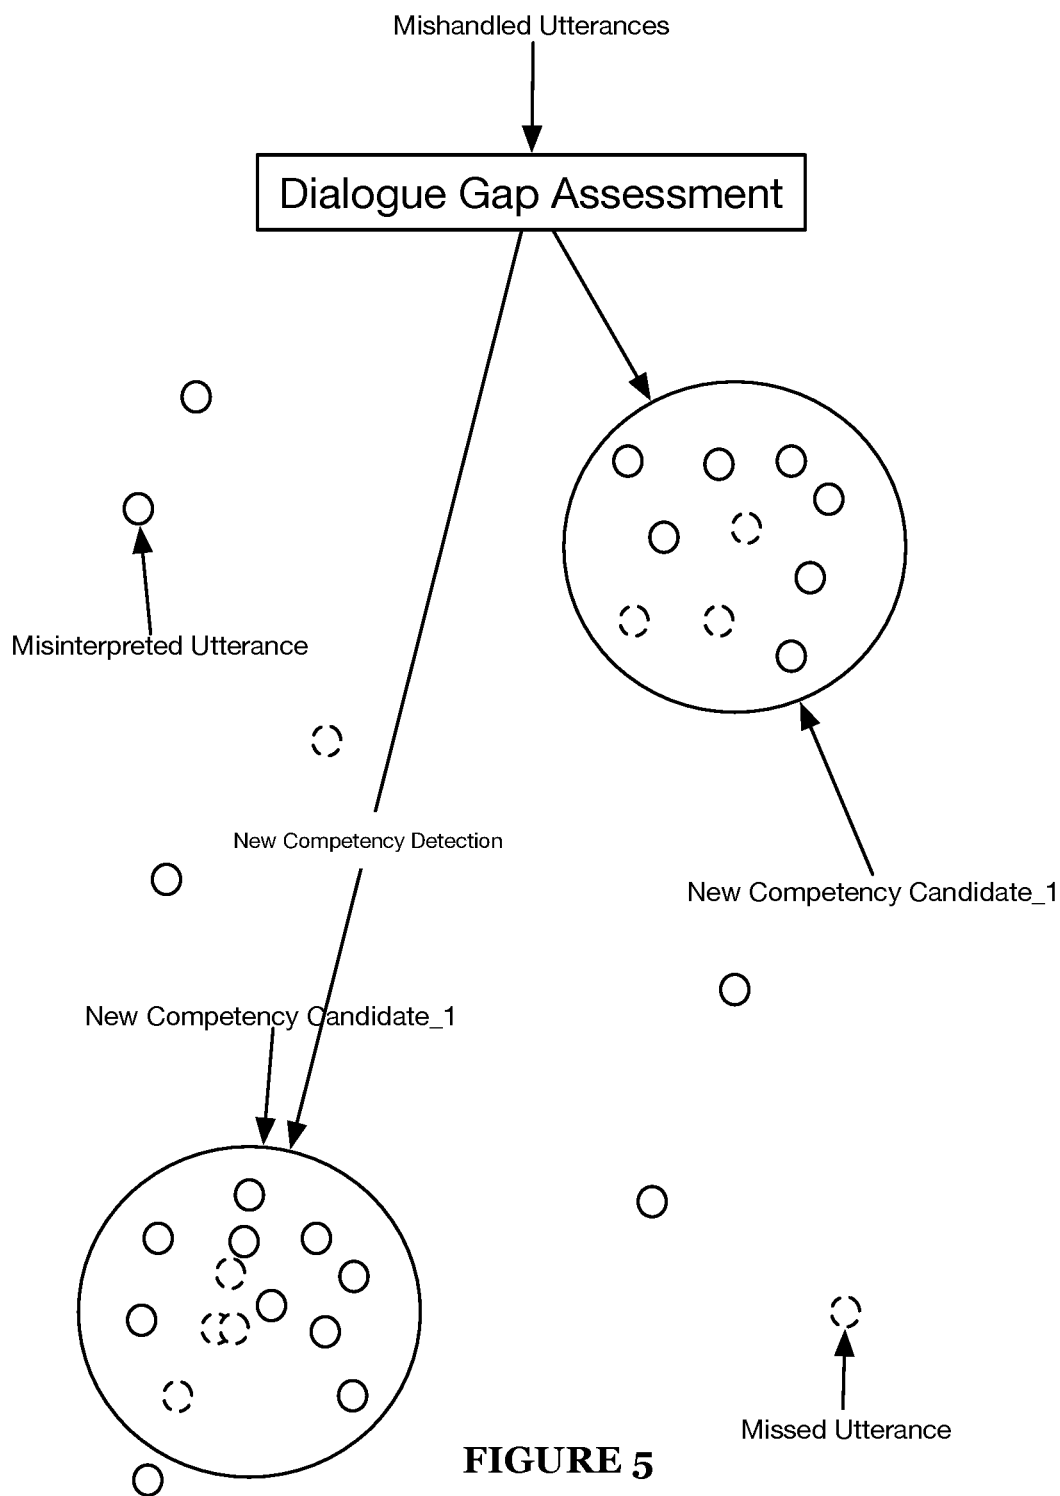 Mishandled Utterances
Dialogue Gap Assessment
Misinterpreted Utterance
New Competency Detection
New Competency Candidate_1
New Competency Candidate_1
Missed Utterance
FIGURE 5